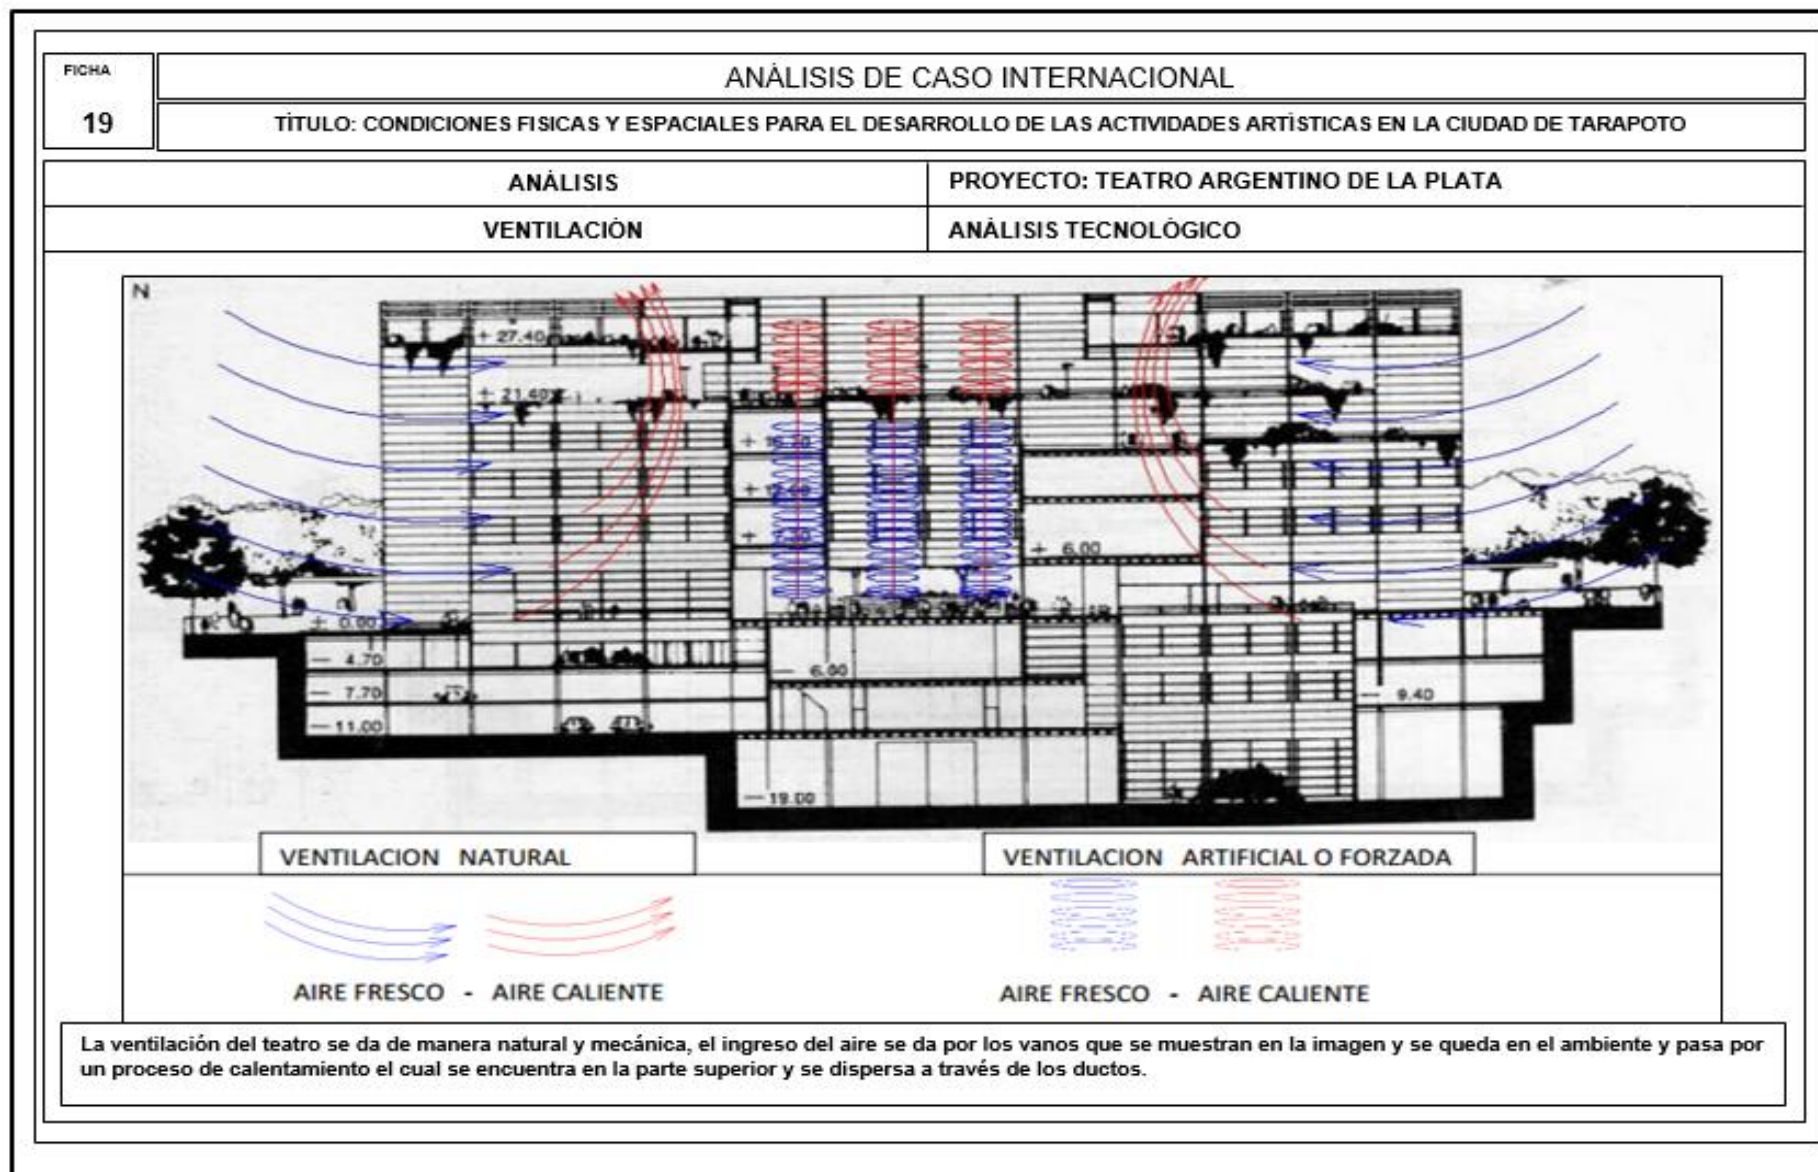 FICHA
19
ANÁLISIS DE CASO INTERNACIONAL
TÌTULO: CONDICIONES FISICAS Y ESPACIALES PARA EL DESARROLLO DE LAS ACTIVIDADES ARTÌSTICAS EN LA CIUDAD DE TARAPOTO
ANÁLISIS
PROYECTO: TEATRO ARGENTINO DE LA PLATA
VENTILACIÓN
ANÁLISIS TECNOLÓGICO
N
+ 27.40
+ 21.40
+ 6.00
+ 0.00
— 4.70
— 6.00
— 7.70
— 9.40
— 11.00
— 19.00
VENTILACION NATURAL
VENTILACION ARTIFICIAL O FORZADA
AIRE FRESCO - AIRE CALIENTE
AIRE FRESCO - AIRE CALIENTE
La ventilación del teatro se da de manera natural y mecánica, el ingreso del aire se da por los vanos que se muestran en la imagen y se queda en el ambiente y pasa por
un proceso de calentamiento el cual se encuentra en la parte superior y se dispersa a través de los ductos.